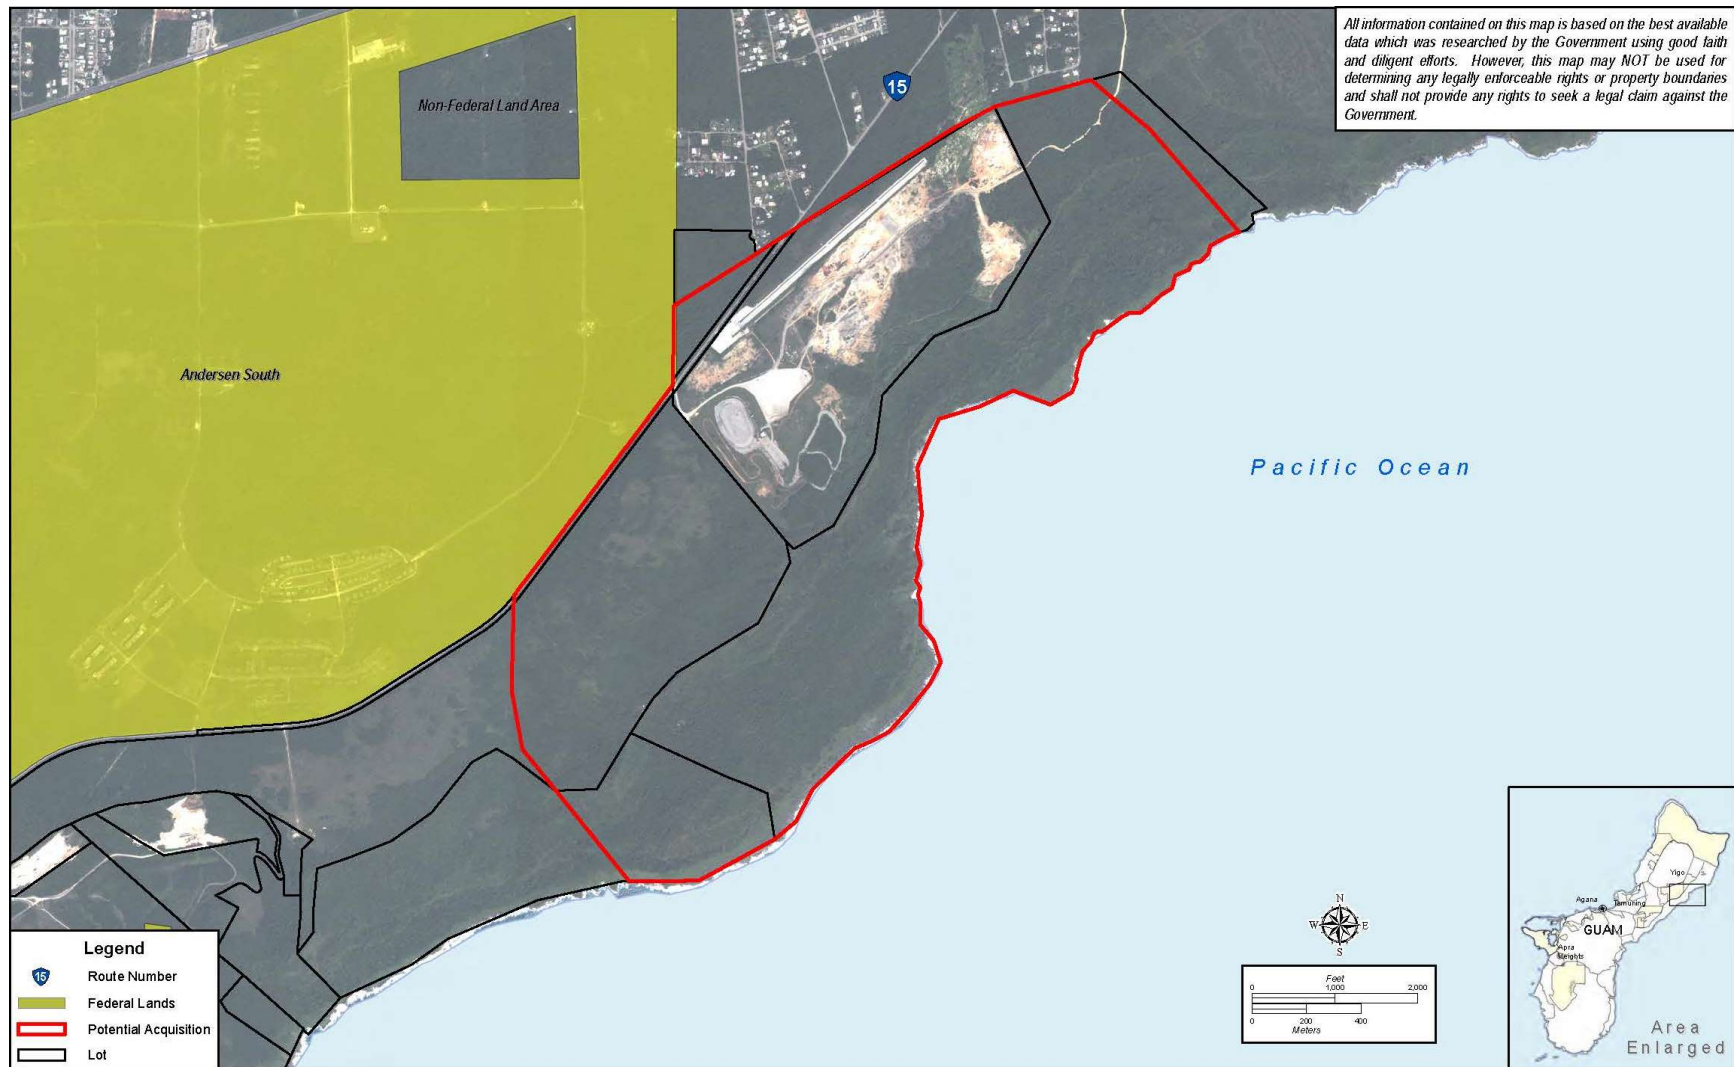 All information contained on this map is based on the best available
data which was researched by the Government using good faith
and diligent efforts. However, this map may NOT be used for
determining any legally enforceable rights or property boundaries
and shall not provide any rights to seek a legal claim against the
Government.
15
Non-Federal Land Area
Andersen South
Pacific Ocean
Legend
15 Route Number
Federal Lands
Potential Acquisition
Lot
N
W E
S
Feet
0 1,000 2,000
0 200 400
Meters
Yigo
Agana Tamuning
GUAM
Apra
Heights
Area
Enlarged